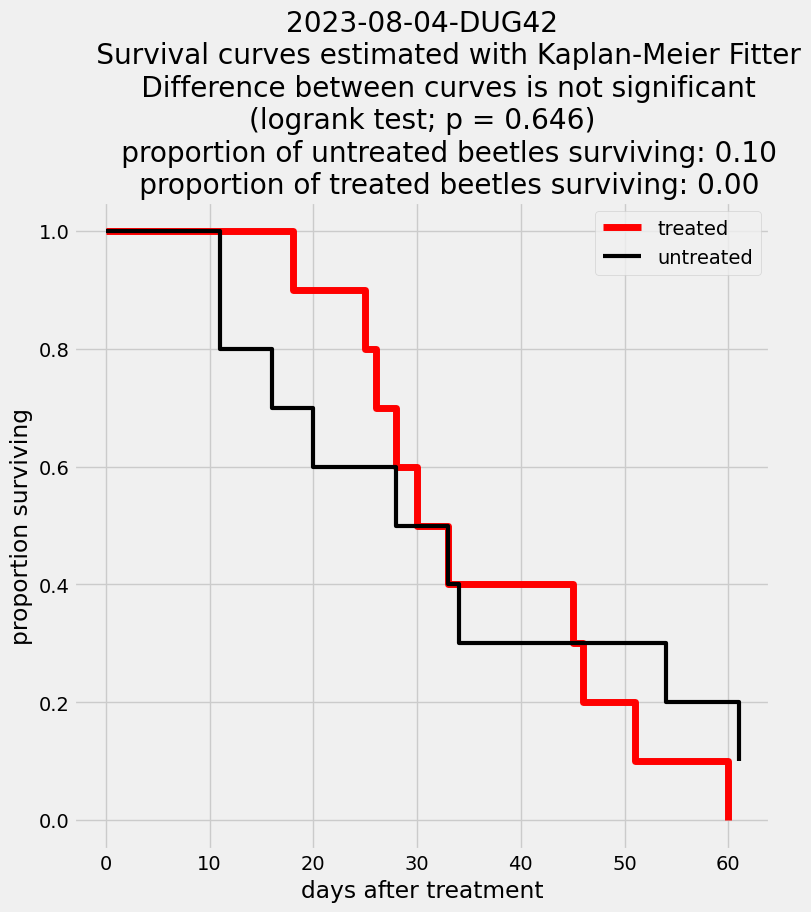 2023-08-04-DUG42
Survival curves estimated with Kaplan-Meier Fitter
Difference between curves is not significant
(logrank test; p = 0.646)
proportion of untreated beetles surviving: 0.10
proportion of treated beetles surviving: 0.00
treated
untreated
1.0
0.8
0.6
0.4
0.2
0.0
proportion surviving
0 10 20 30 40 50 60
days after treatment